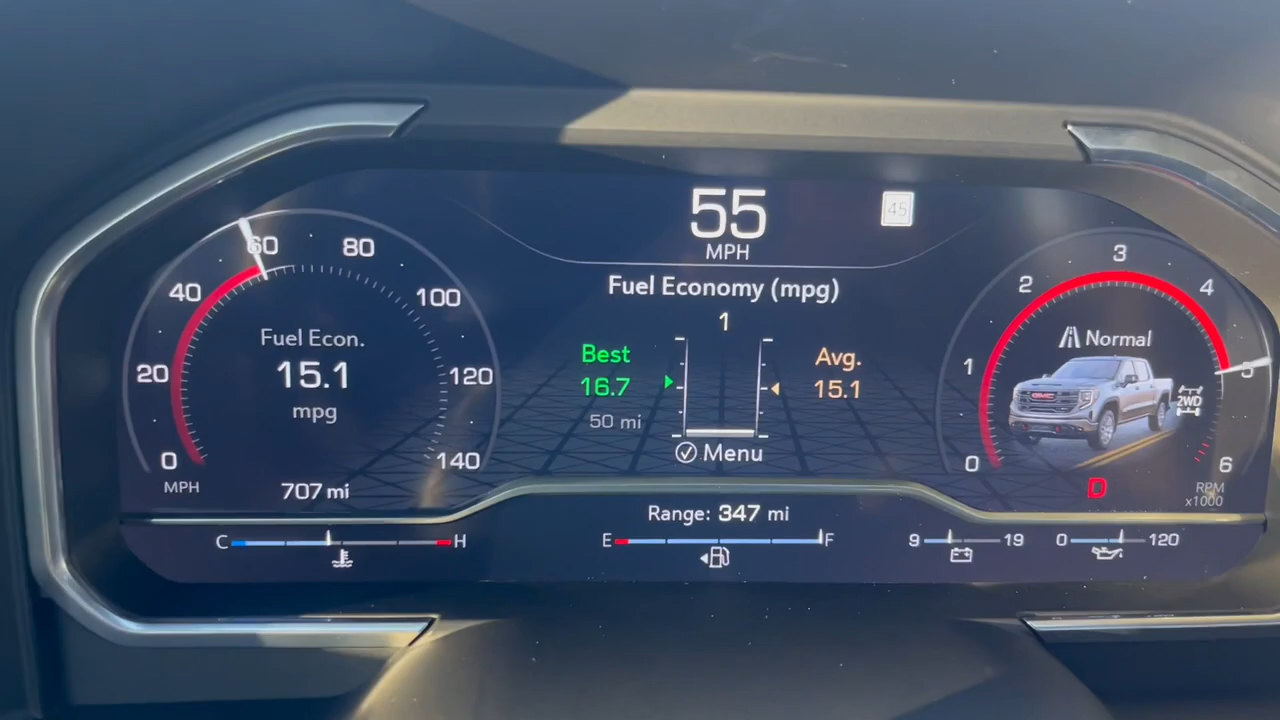 55
MPH
45
Fuel Economy (mpg)
1
Best
16.7
50 mi
Avg.
15.1
Menu
0
20
40
60
80
100
120
140
MPH
Fuel Econ.
15.1
mpg
707 mi
0
1
2
3
4
5
6
RPM
x1000
Normal
GMC
2WD
D
Range: 347 mi
C
H
E
F
9
19
0
120